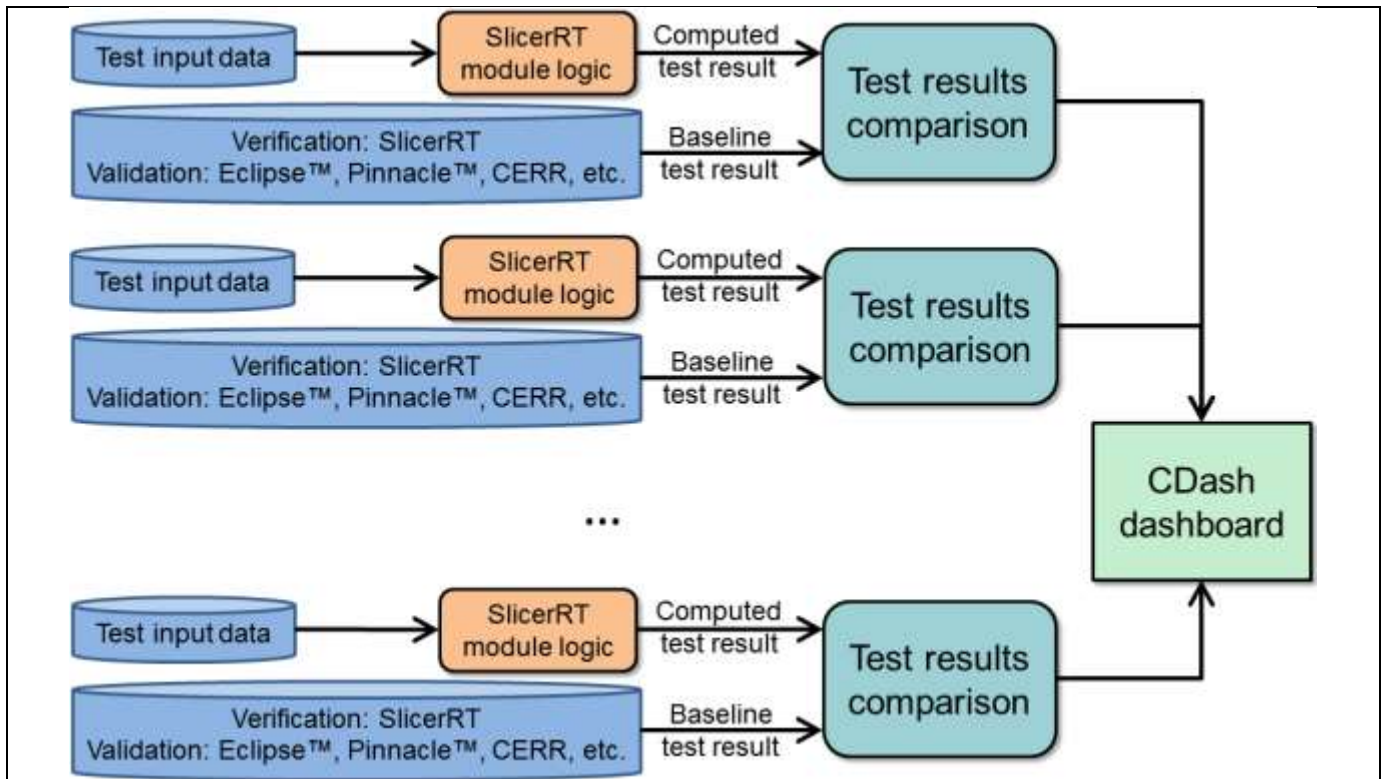 Test input data
SlicerRT
module logic
Computed
test result
Test results
comparison
Verification: SlicerRT
Validation: Eclipse™, Pinnacle™, CERR, etc.
Baseline
test result
Test input data
SlicerRT
module logic
Computed
test result
Test results
comparison
Verification: SlicerRT
Validation: Eclipse™, Pinnacle™, CERR, etc.
Baseline
test result
CDash
dashboard
...
Test input data
SlicerRT
module logic
Computed
test result
Test results
comparison
Verification: SlicerRT
Validation: Eclipse™, Pinnacle™, CERR, etc.
Baseline
test result